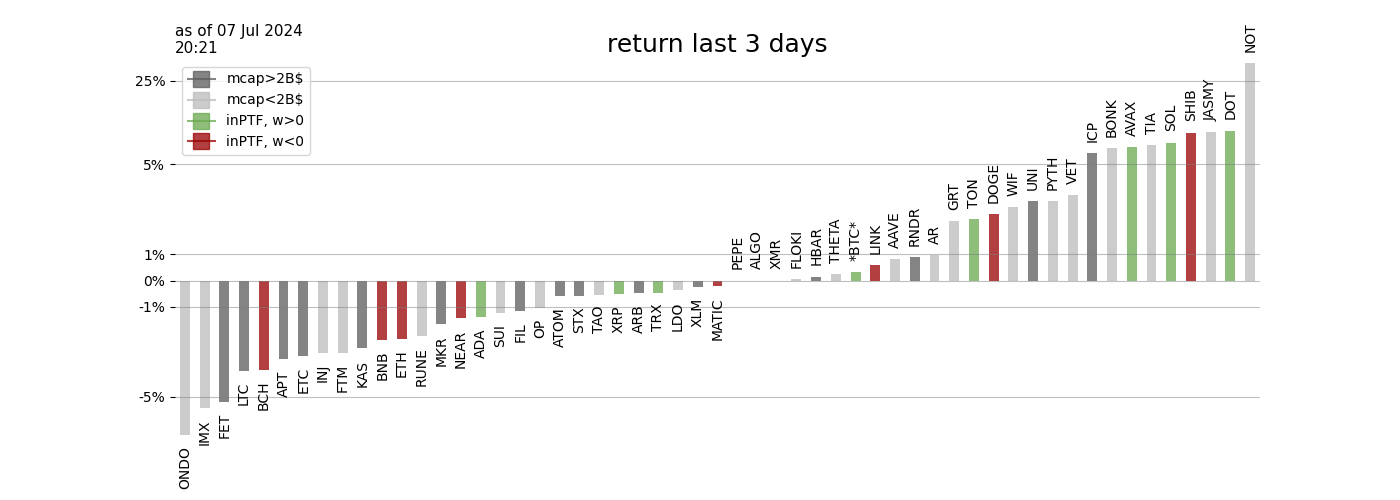 as of 07 Jul 2024
20:21
return last 3 days
mcap>2B$
mcap<2B$
inPTF, w>0
inPTF, w<0
25%
5%
1%
0%
-1%
-5%
ONDO
IMX
FET
LTC
BCH
APT
ETC
INJ
FTM
KAS
BNB
ETH
RUNE
MKR
NEAR
ADA
SUI
FIL
OP
ATOM
STX
TAO
XRP
ARB
TRX
LDO
XLM
MATIC
PEPE
ALGO
XMR
FLOKI
HBAR
THETA
*BTC*
LINK
AAVE
RNDR
AR
GRT
TON
DOGE
WIF
UNI
PYTH
VET
ICP
BONK
AVAX
TIA
SOL
SHIB
JASMY
DOT
NOT